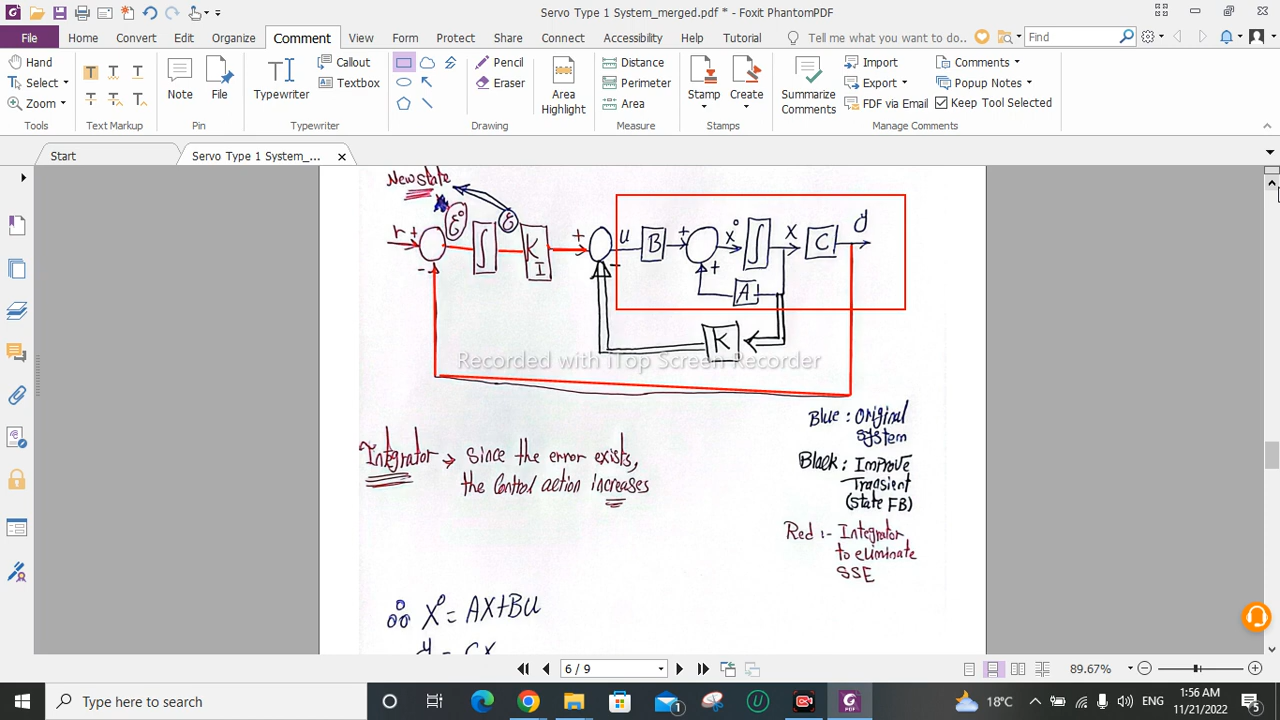 Servo Type 1 System_merged.pdf * - Foxit PhantomPDF
File Home Convert Edit Organize Comment View Form Protect Share Connect Accessibility Help Tutorial Tell me what you want to do.. Find
Hand
Select
Zoom
Tools
Text Markup
Note
File
Pin
Typewriter
Callout
Textbox
Typewriter
Pencil
Eraser
Drawing
Area Highlight
Distance
Perimeter
Area
Measure
Stamp
Create
Stamps
Summarize Comments
Import
Export
FDF via Email
Comments
Popup Notes
Keep Tool Selected
Manage Comments
Start
Servo Type 1 System_...
New state
r + ε° ∫ ε K I + u B + x° ∫ x C y
- - + A
K
Recorded with iTop Screen Recorder
Integrator → Since the error exists,
the Control action increases
Blue : Original
system
Black : Improve
Transient
(state FB)
Red :- Integrator
to eliminate
SSE
∴ X° = AX+BU
y = CX
6 / 9
89.67%
Type here to search
1
18°C
ENG
1:56 AM
11/21/2022
5